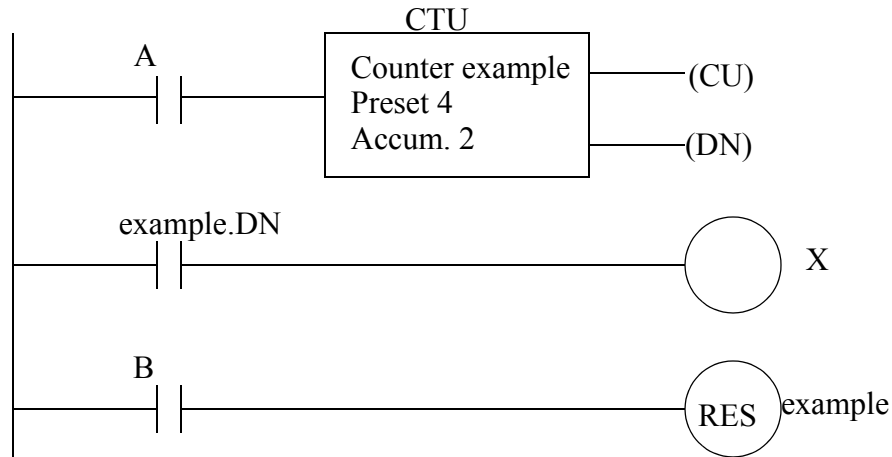 CTU
A
Counter example
Preset 4
Accum. 2
(CU)
(DN)
example.DN
X
B
RES
example